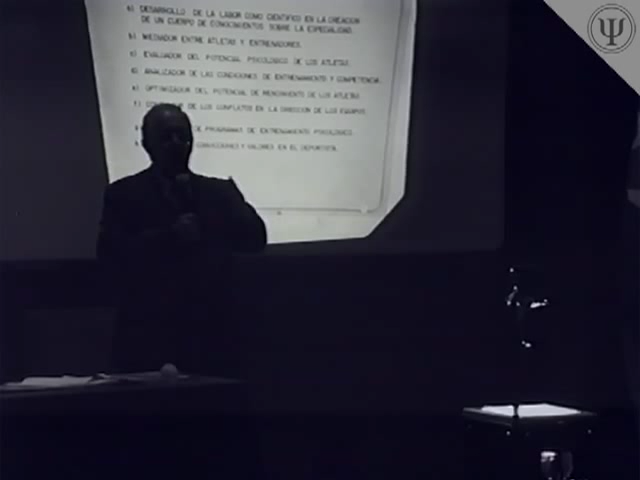 a) DESARROLLO DE LA LABOR COMO CIENTIFICO EN LA CREACION
DE UN CUERPO DE CONOCIMIENTOS SOBRE LA ESPECIALIDAD.
b) MEDIADOR ENTRE ATLETAS Y ENTRENADORES.
c) EVALUADOR DEL POTENCIAL PSICOLOGICO DE LOS ATLETAS.
d) ANALIZADOR DE LAS CONDICIONES DE ENTRENAMIENTO Y COMPETENCIA.
e) OPTIMIZADOR DEL POTENCIAL DE RENDIMIENTO DE LOS ATLETAS.
f) DE LOS CONFLICTOS EN LA DIRECCION DE LOS EQUIPOS.
DE PROGRAMAS DE ENTRENAMIENTO PSICOLOGICO.
CONVICCIONES Y VALORES EN EL DEPORTISTA.
Ψ